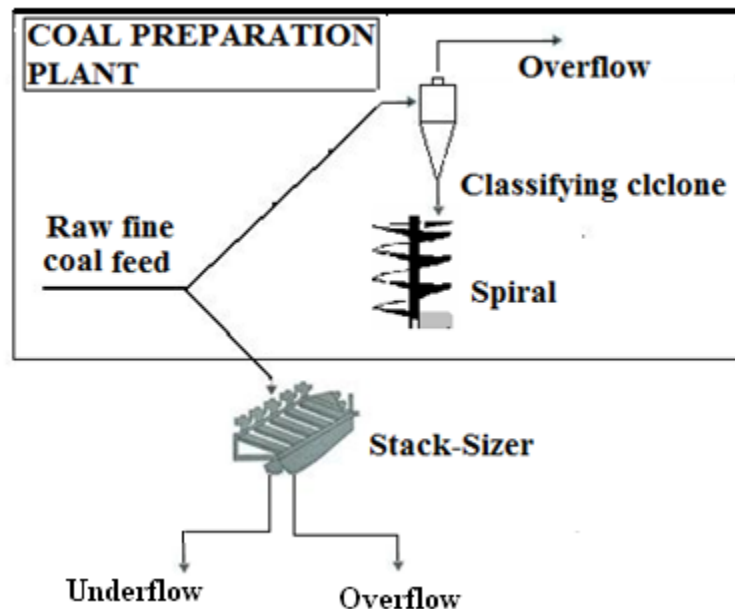 COAL PREPARATION
PLANT
Overflow
Classifying clclone
Raw fine
coal feed
Spiral
Stack-Sizer
Underflow
Overflow